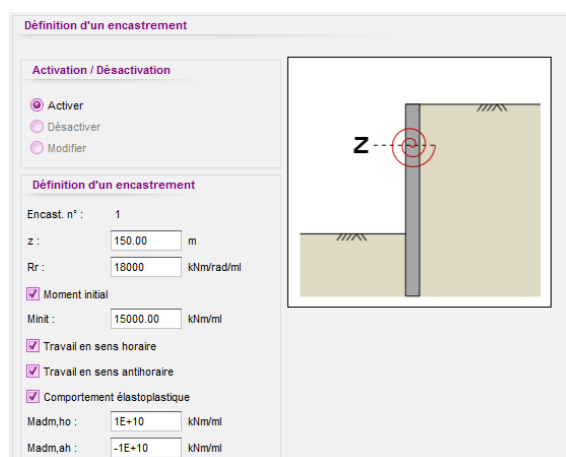 Définition d'un encastrement
Activation / Désactivation
Activer
Désactiver
Modifier
Z
Définition d'un encastrement
Encast. n° : 1
z : 150.00 m
Rr : 18000 kNm/rad/ml
Moment initial
Minit : 15000.00 kNm/ml
Travail en sens horaire
Travail en sens antihoraire
Comportement élastoplastique
Madm,ho : 1E+10 kNm/ml
Madm,ah : -1E+10 kNm/ml